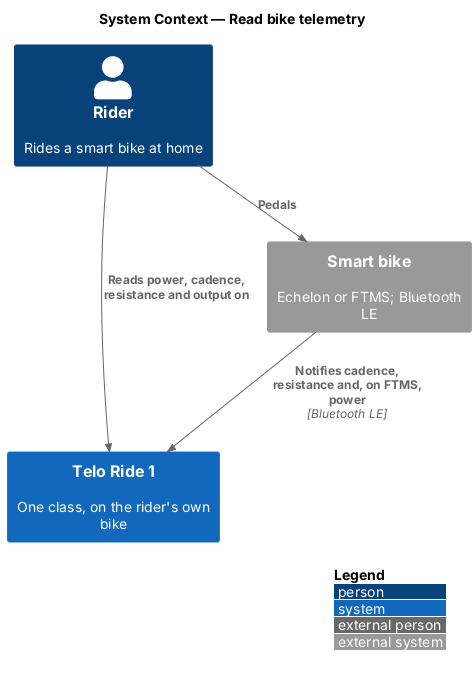 System Context — Read bike telemetry
Rider
Rides a smart bike at home
Pedals
Smart bike
Echelon or FTMS; Bluetooth
LE
Reads power, cadence,
resistance and output on
Notifies cadence,
resistance and, on FTMS,
power
[Bluetooth LE]
Telo Ride 1
One class, on the rider's own
bike
Legend
person
system
external person
external system